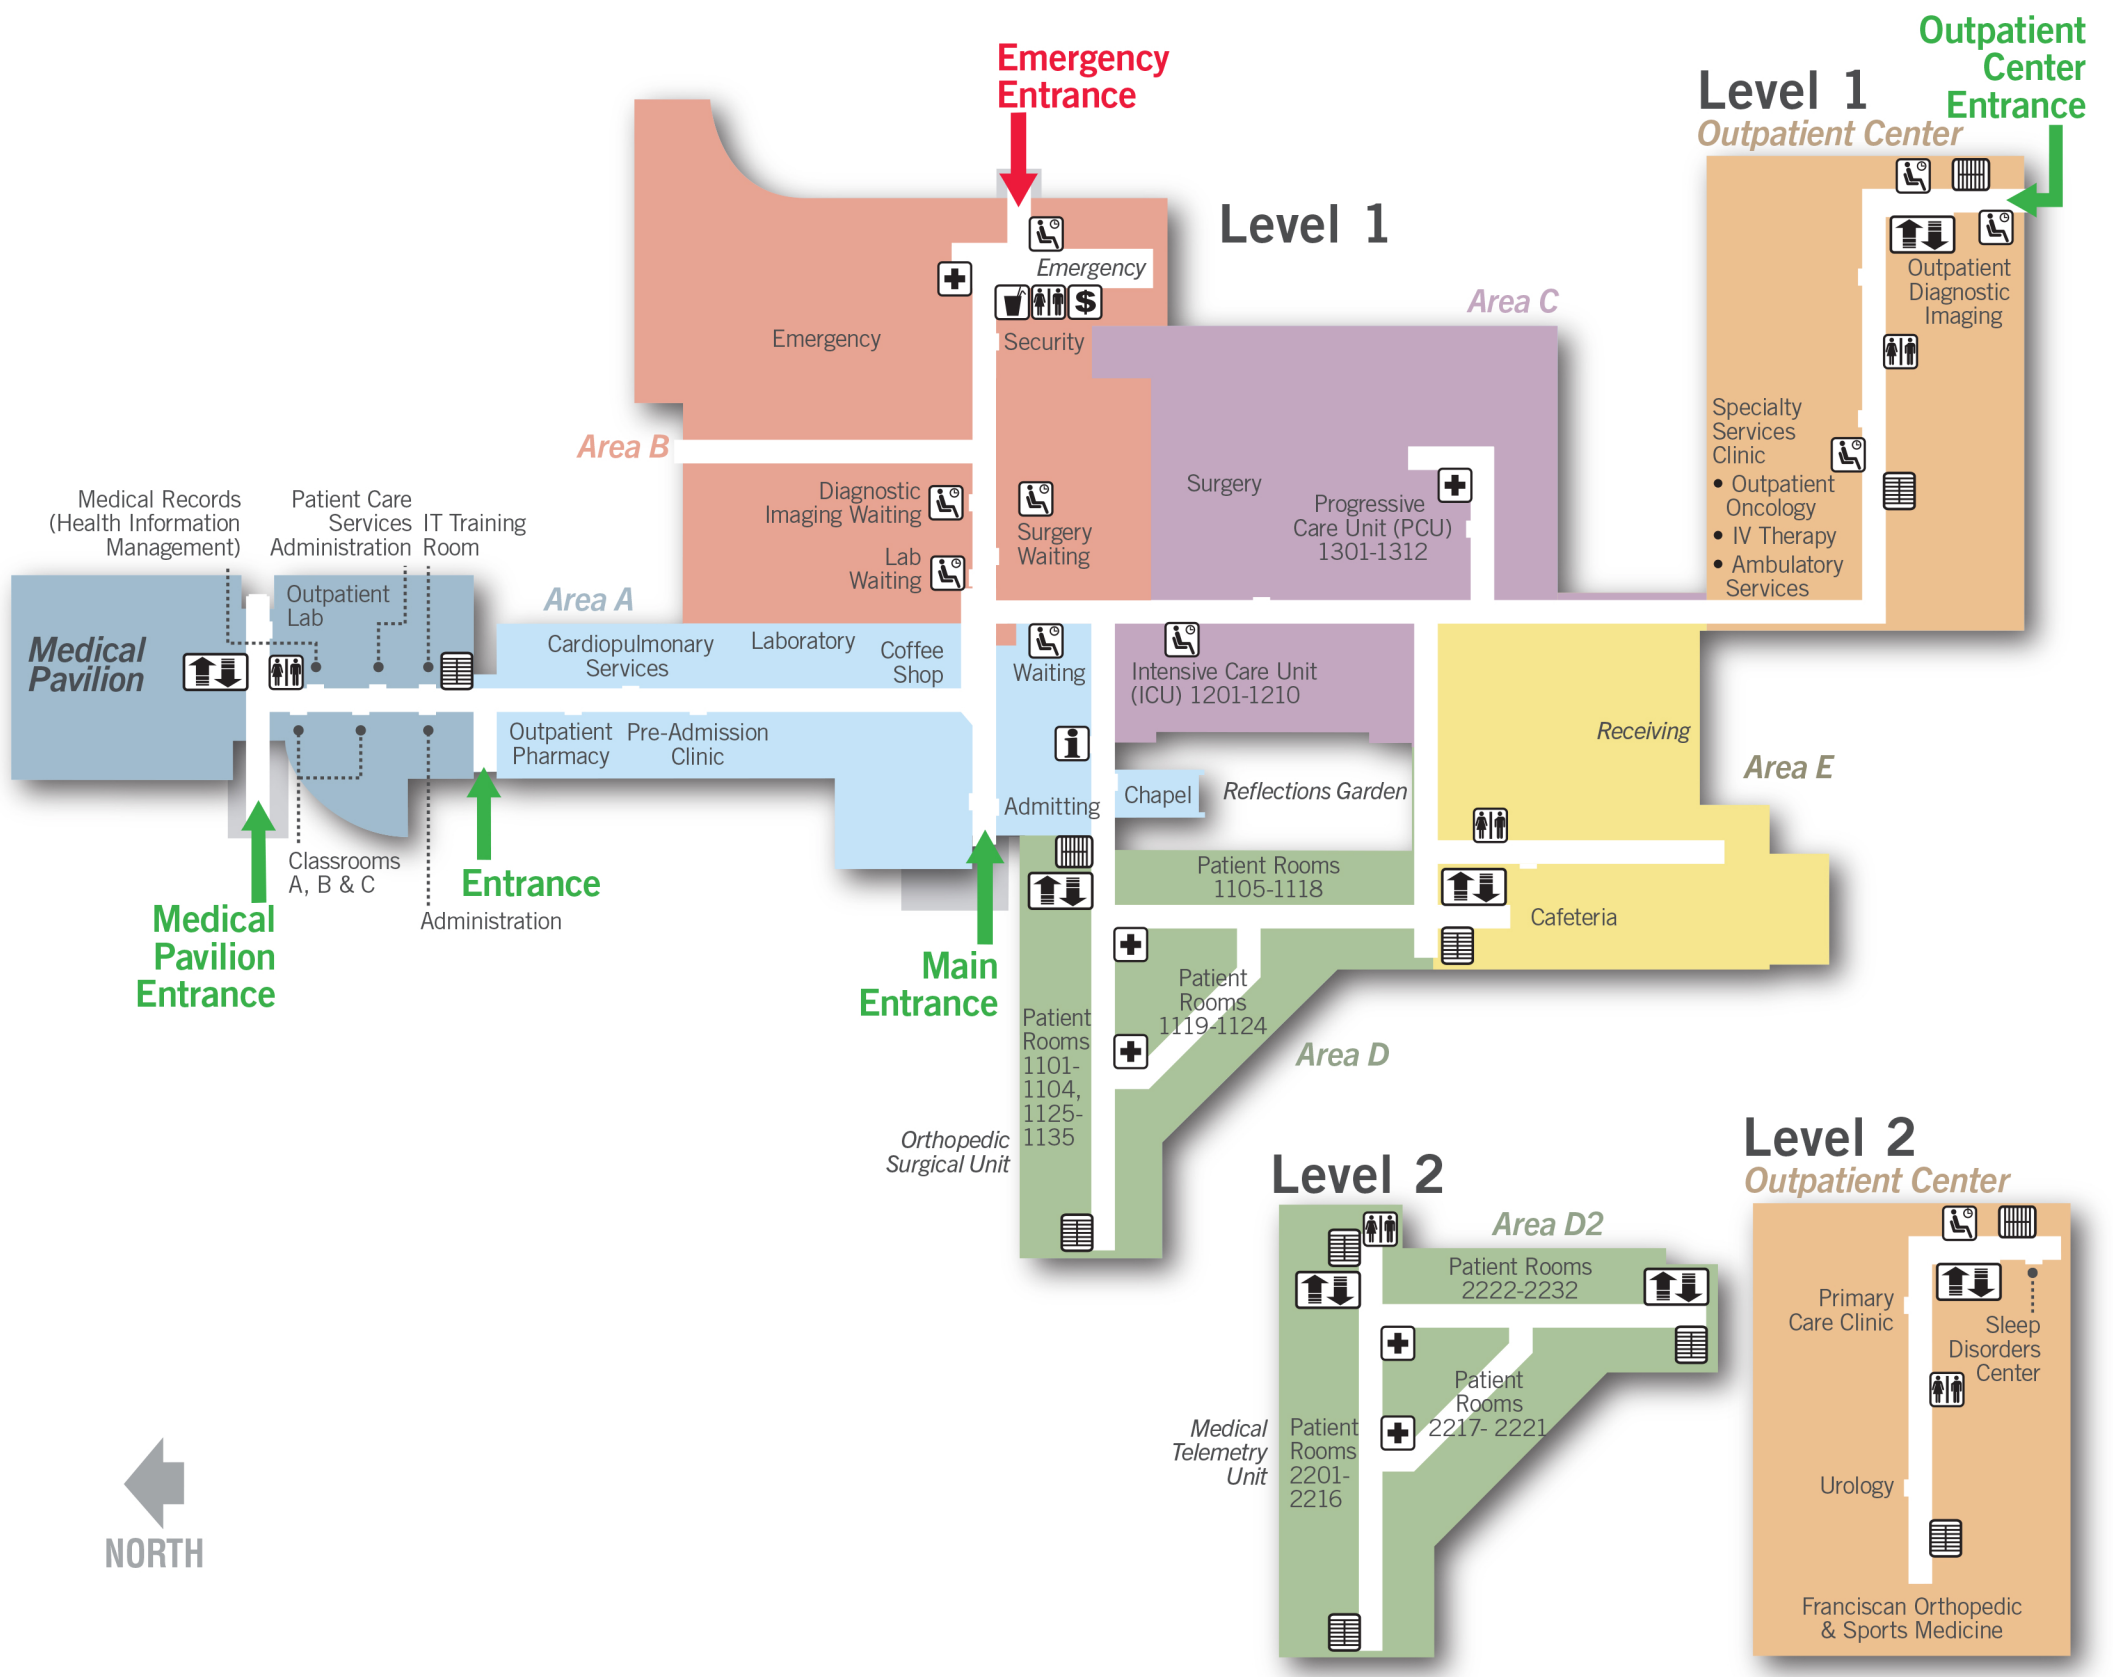 Emergency
Entrance
Outpatient
Center
Entrance
Level 1
Outpatient Center
Level 1
Emergency
Emergency
$
Security
Area C
Outpatient
Diagnostic
Imaging
Area B
Specialty
Services
Clinic
• Outpatient
Oncology
• IV Therapy
• Ambulatory
Services
Diagnostic
Imaging Waiting
Surgery
Waiting
Lab
Waiting
Surgery
Progressive
Care Unit (PCU)
1301-1312
Medical Records
(Health Information
Management)
Patient Care
Services
Administration
IT Training
Room
Outpatient
Lab
Area A
Medical
Pavilion
Cardiopulmonary
Services
Laboratory
Coffee
Shop
Waiting
Intensive Care Unit
(ICU) 1201-1210
Outpatient
Pharmacy
Pre-Admission
Clinic
i
Receiving
Area E
Admitting
Chapel
Reflections Garden
Classrooms
A, B & C
Entrance
Administration
Medical
Pavilion
Entrance
Main
Entrance
Patient Rooms
1105-1118
Cafeteria
Patient
Rooms
1119-1124
Patient
Rooms
1101-
1104,
1125-
1135
Area D
Orthopedic
Surgical Unit
Level 2
Area D2
Patient Rooms
2222-2232
Patient
Rooms
2217- 2221
Medical
Telemetry
Unit
Patient
Rooms
2201-
2216
Level 2
Outpatient Center
Primary
Care Clinic
Sleep
Disorders
Center
Urology
Franciscan Orthopedic
& Sports Medicine
NORTH